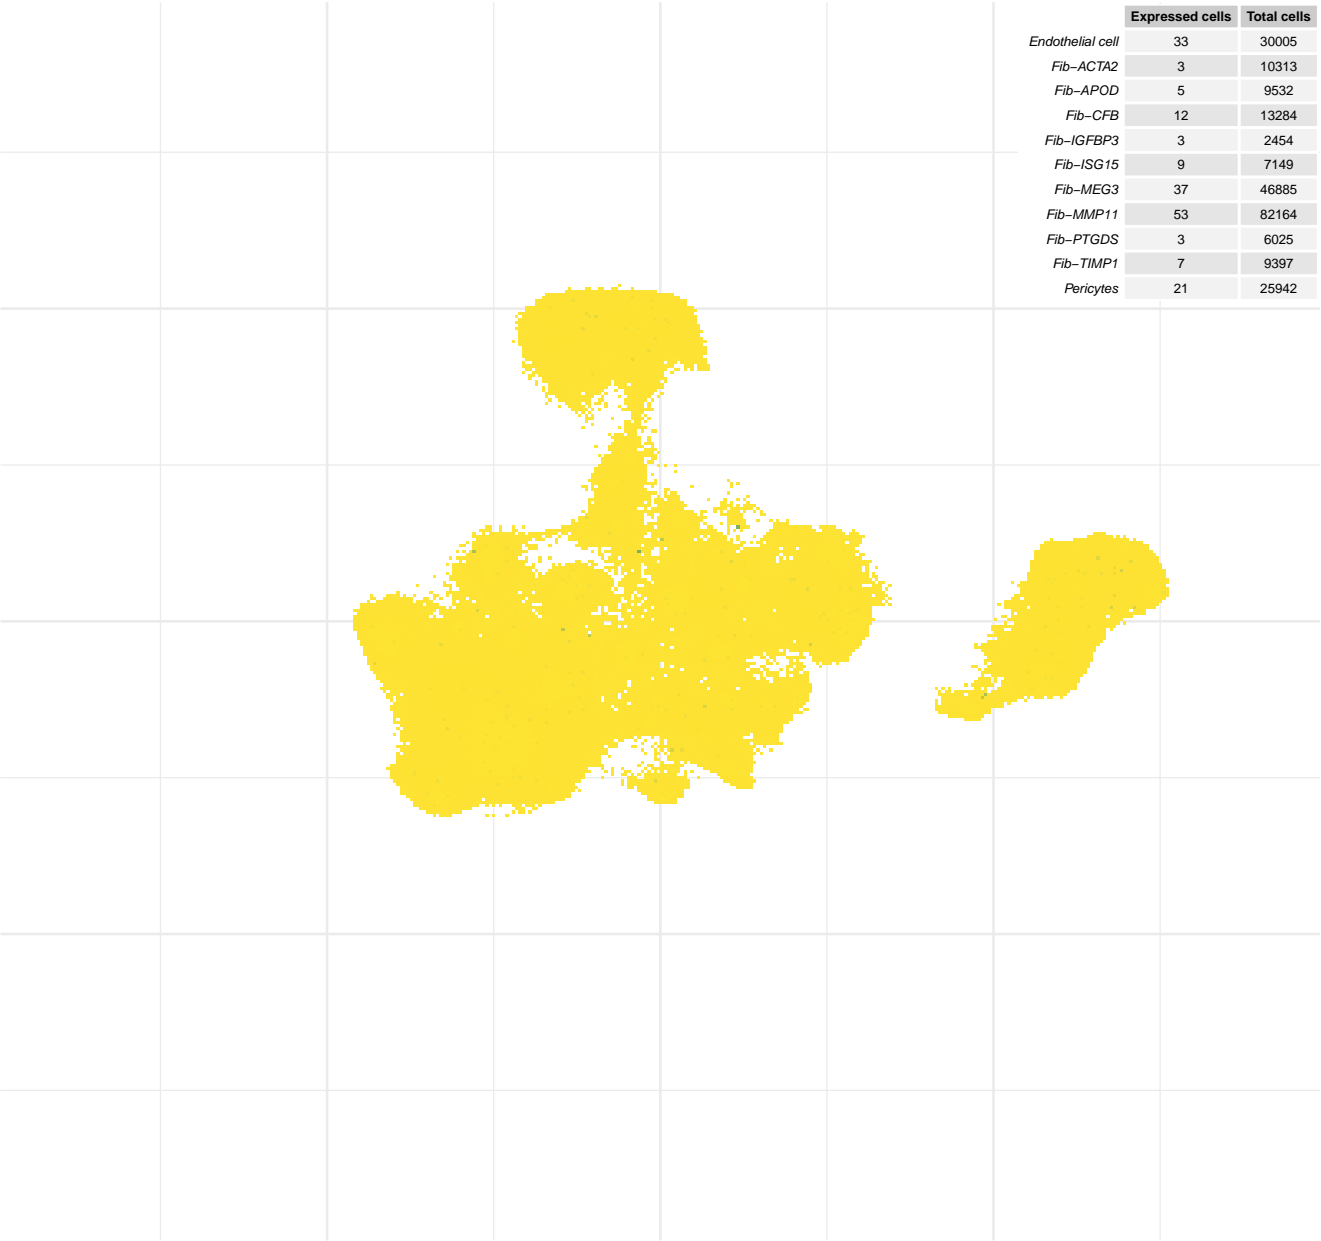 Expressed cells Total cells
Endothelial cell 33 30005
Fib−ACTA2 3 10313
Fib−APOD 5 9532
Fib−CFB 12 13284
Fib−IGFBP3 3 2454
Fib−ISG15 9 7149
Fib−MEG3 37 46885
Fib−MMP11 53 82164
Fib−PTGDS 3 6025
Fib−TIMP1 7 9397
Pericytes 21 25942